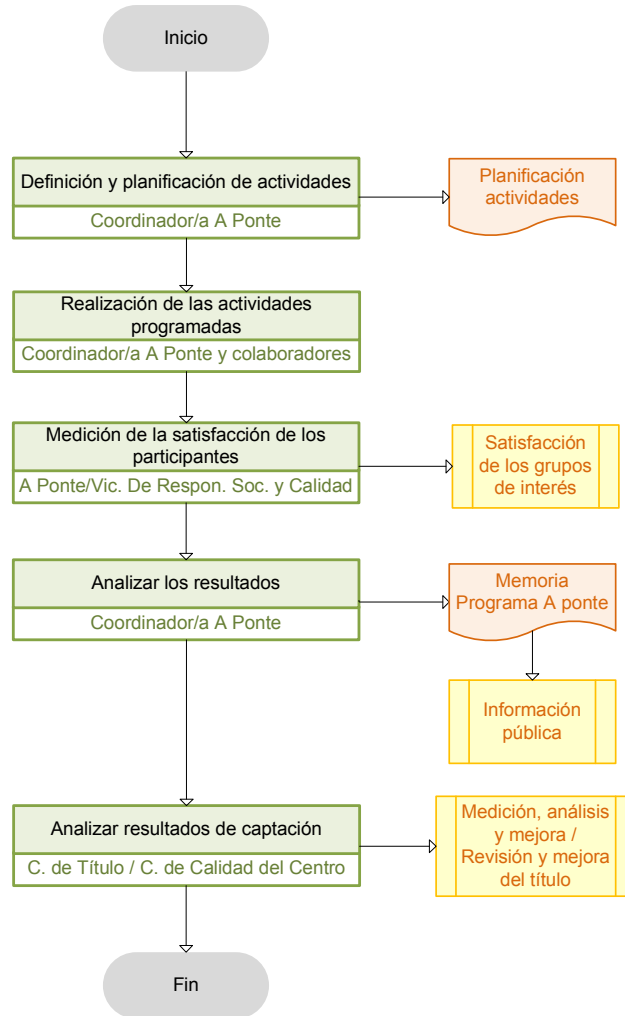 Inicio
Definición y planificación de actividades
Coordinador/a A Ponte
Planificación
actividades
Realización de las actividades
programadas
Coordinador/a A Ponte y colaboradores
Medición de la satisfacción de los
participantes
A Ponte/Vic. De Respon. Soc. y Calidad
Satisfacción
de los grupos
de interés
Analizar los resultados
Coordinador/a A Ponte
Memoria
Programa A ponte
Información
pública
Analizar resultados de captación
C. de Título / C. de Calidad del Centro
Medición, análisis
y mejora /
Revisión y mejora
del título
Fin